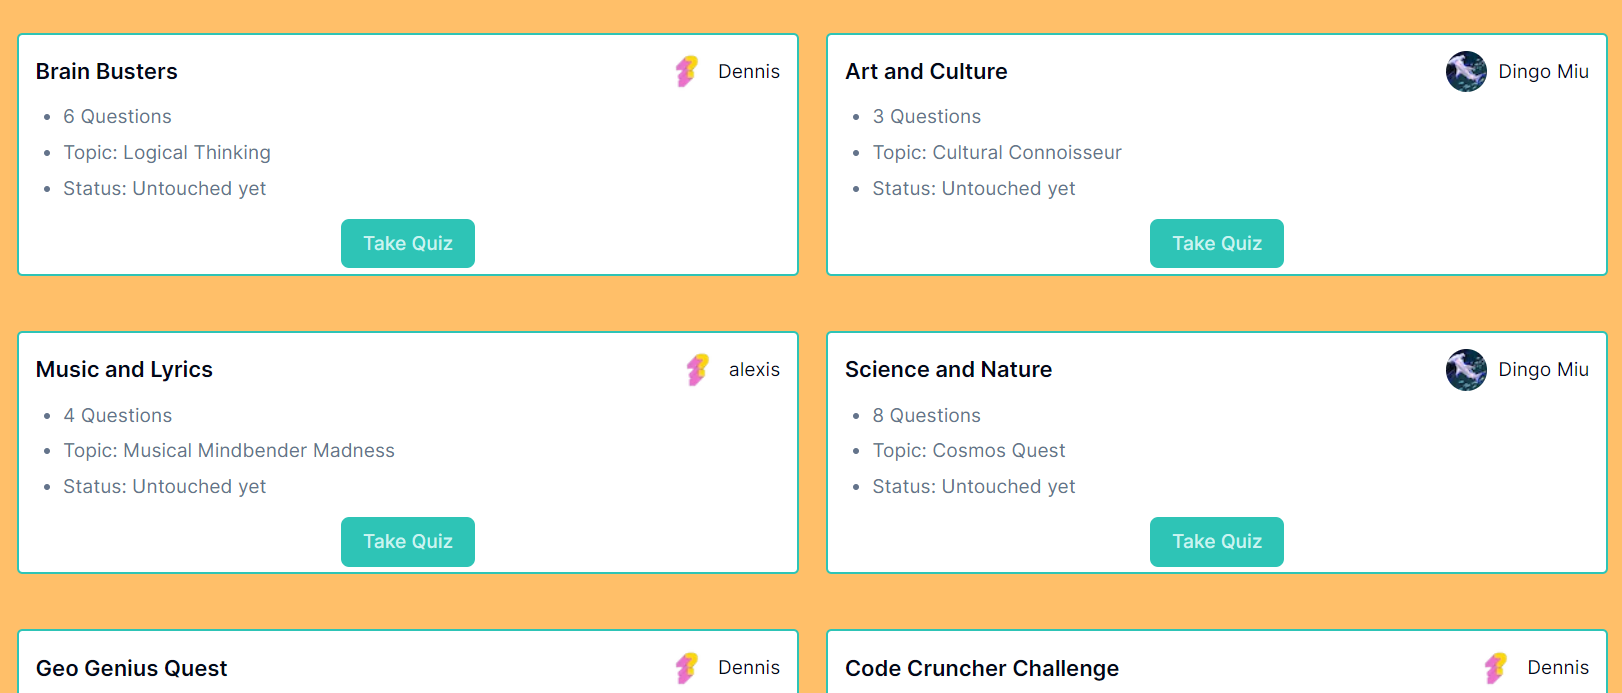 Brain Busters
Dennis
6 Questions
Topic: Logical Thinking
Status: Untouched yet
Take Quiz
Art and Culture
Dingo Miu
3 Questions
Topic: Cultural Connoisseur
Status: Untouched yet
Take Quiz
Music and Lyrics
alexis
4 Questions
Topic: Musical Mindbender Madness
Status: Untouched yet
Take Quiz
Science and Nature
Dingo Miu
8 Questions
Topic: Cosmos Quest
Status: Untouched yet
Take Quiz
Geo Genius Quest
Dennis
Code Cruncher Challenge
Dennis